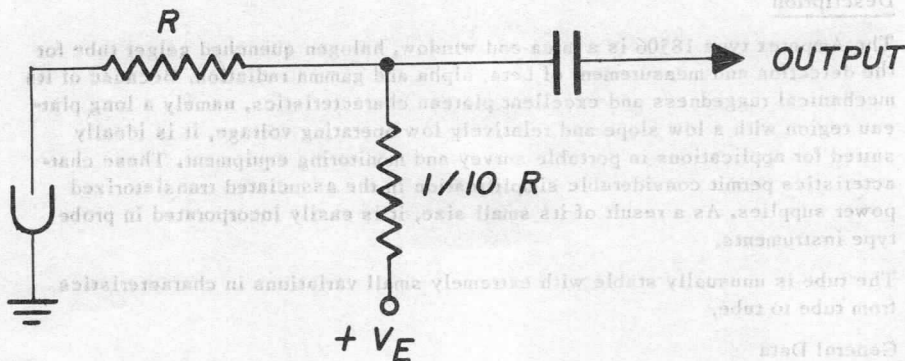 Description
R
The type is a window, halogen quenched geiger tube for
OUTPUT
the detection and measurement of beta, alpha and gamma radiation. Because of its
mechanical ruggedness and excellent plateau characteristics, namely a long plat-
eau region with a low slope and relatively low operating voltage, it is ideally
suited for applications in portable survey and monitoring equipment. These char-
1/10 R
acteristics permit considerable simplification in the associated transistorized
power supplies. As a result of its small size, it is easily incorporated in probe
type instruments.
The tube is unusually stable with extremely small variations in characteristics
from tube to tube.
+ VE
General Data